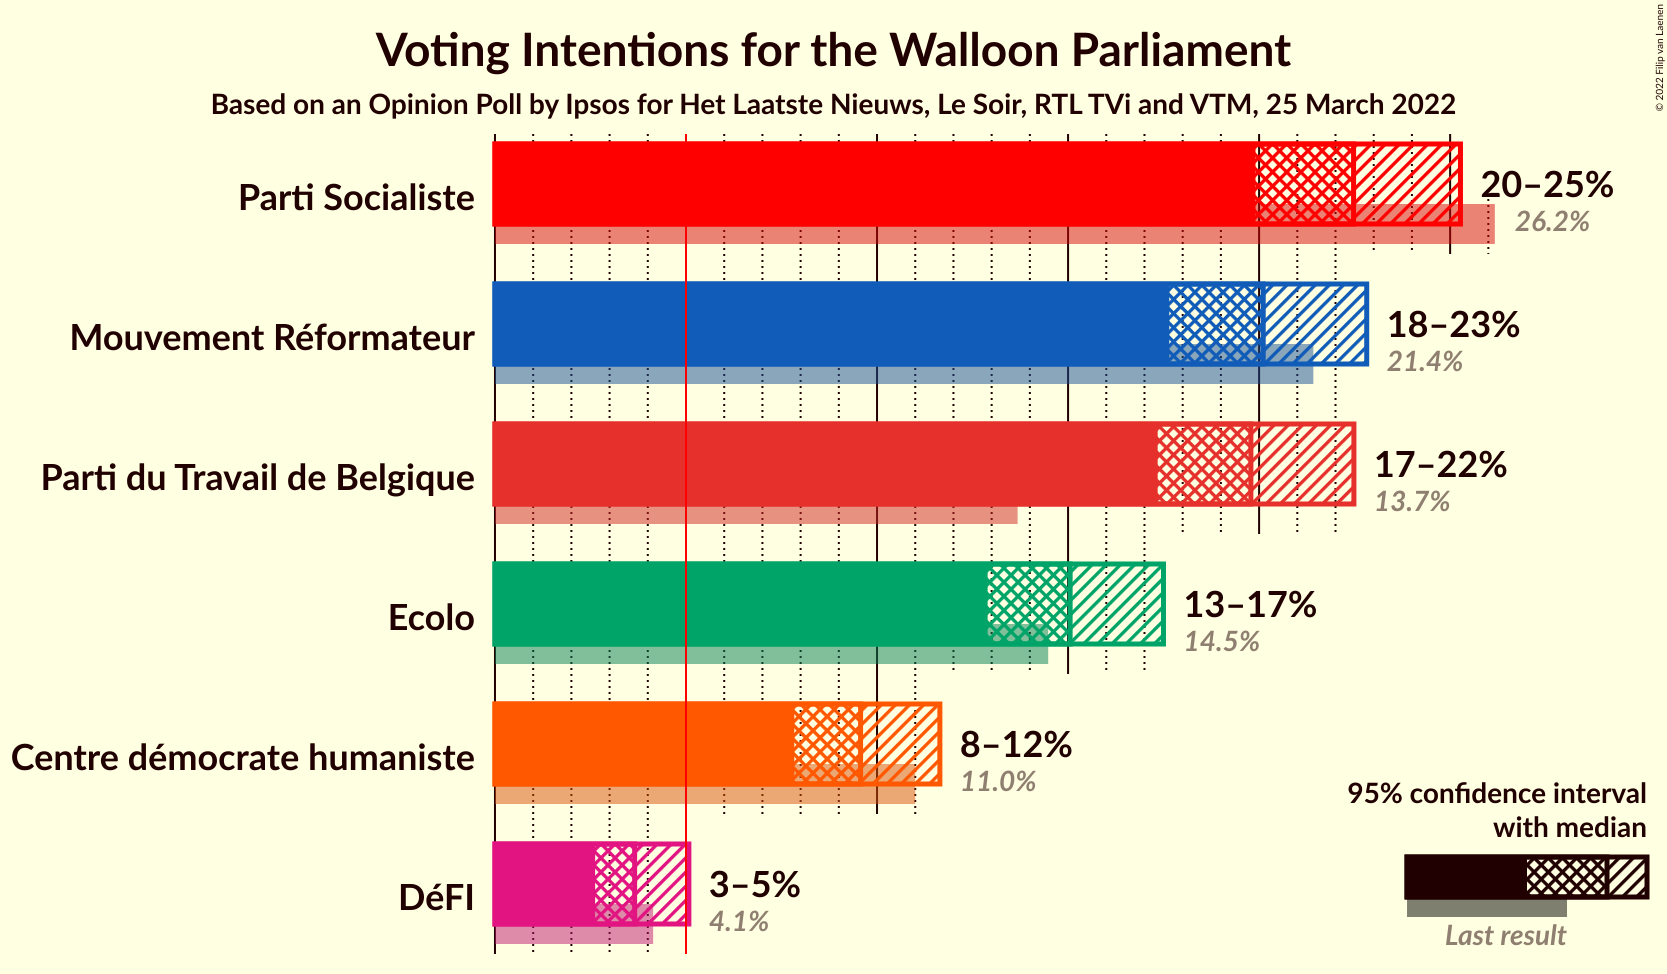 Voting Intentions for the Walloon Parliament
Based on an Opinion Poll by Ipsos for Het Laatste Nieuws, Le Soir, RTL TVi and VTM, 25 March 2022
© 2022 Filip van Laenen
Parti Socialiste
20–25%
26.2%
Mouvement Réformateur
18–23%
21.4%
Parti du Travail de Belgique
17–22%
13.7%
Ecolo
13–17%
14.5%
Centre démocrate humaniste
8–12%
11.0%
DéFI
3–5%
4.1%
95% confidence interval
with median
Last result